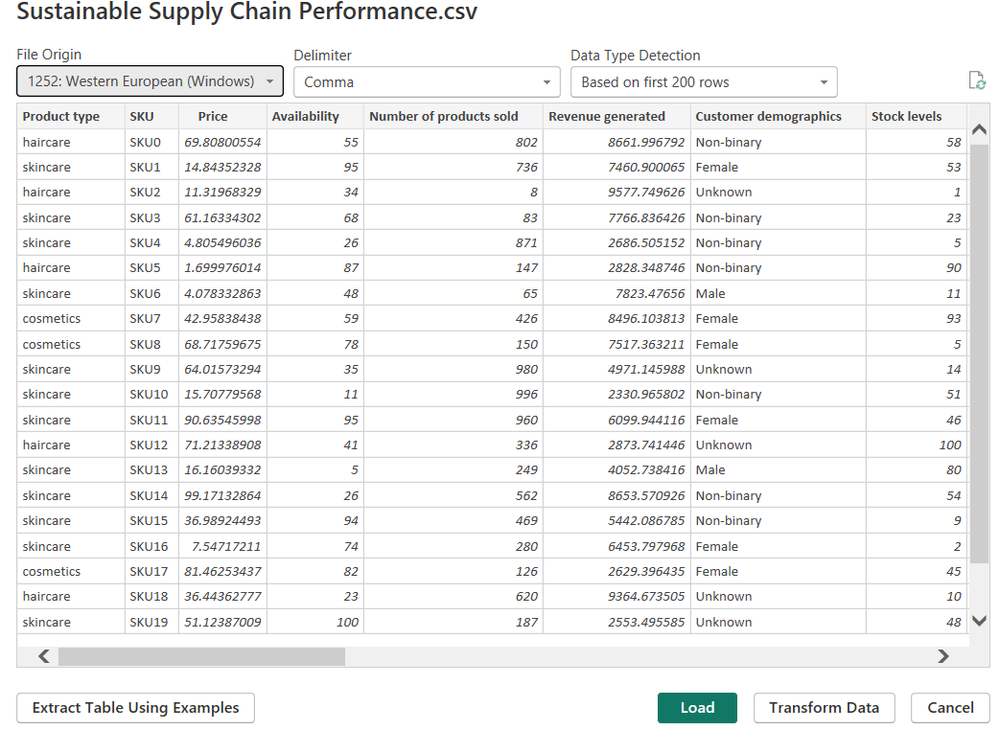 Sustainable Supply Chain Performance.csv
File Origin Delimiter Data Type Detection
1252: Western European (Windows) Comma Based on first 200 rows
Product type SKU Price Availability Number of products sold Revenue generated Customer demographics Stock levels
haircare SKU0 69.80800554 55 802 8661.996792 Non-binary 58
skincare SKU1 14.84352328 95 736 7460.900065 Female 53
haircare SKU2 11.31968329 34 8 9577.749626 Unknown 1
skincare SKU3 61.16334302 68 83 7766.836426 Non-binary 23
skincare SKU4 4.805496036 26 871 2686.505152 Non-binary 5
haircare SKU5 1.699976014 87 147 2828.348746 Non-binary 90
skincare SKU6 4.078332863 48 65 7823.47656 Male 11
cosmetics SKU7 42.95838438 59 426 8496.103813 Female 93
cosmetics SKU8 68.71759675 78 150 7517.363211 Female 5
skincare SKU9 64.01573294 35 980 4971.145988 Unknown 14
skincare SKU10 15.70779568 11 996 2330.965802 Non-binary 51
skincare SKU11 90.63545998 95 960 6099.944116 Female 46
haircare SKU12 71.21338908 41 336 2873.741446 Unknown 100
skincare SKU13 16.16039332 5 249 4052.738416 Male 80
skincare SKU14 99.17132864 26 562 8653.570926 Non-binary 54
skincare SKU15 36.98924493 94 469 5442.086785 Non-binary 9
skincare SKU16 7.54717211 74 280 6453.797968 Female 2
cosmetics SKU17 81.46253437 82 126 2629.396435 Female 45
haircare SKU18 36.44362777 23 620 9364.673505 Unknown 10
skincare SKU19 51.12387009 100 187 2553.495585 Unknown 48
Extract Table Using Examples Load Transform Data Cancel